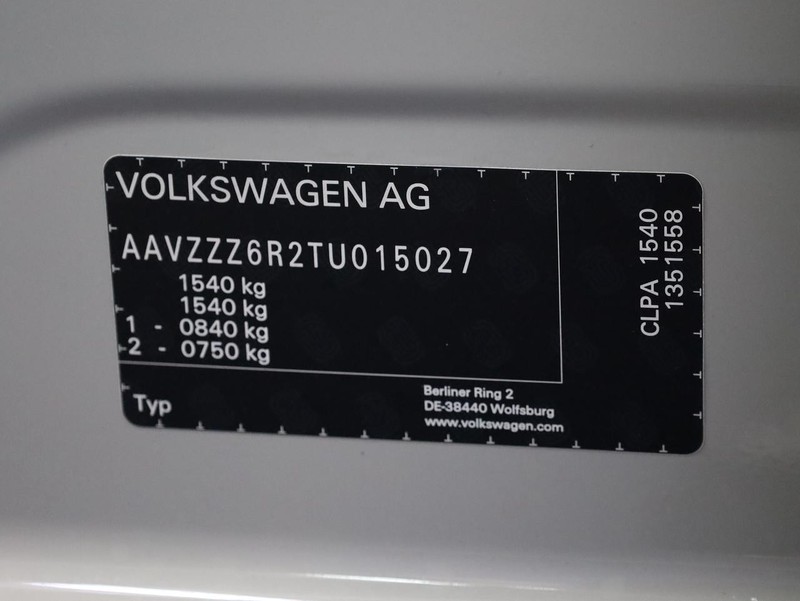 VOLKSWAGEN AG
AAVZZZ6R2TU015027
1540 kg
1540 kg
1 - 0840 kg
2 - 0750 kg
Typ
Berliner Ring 2
DE-38440 Wolfsburg
www.volkswagen.com
CLPA 1540
1351558